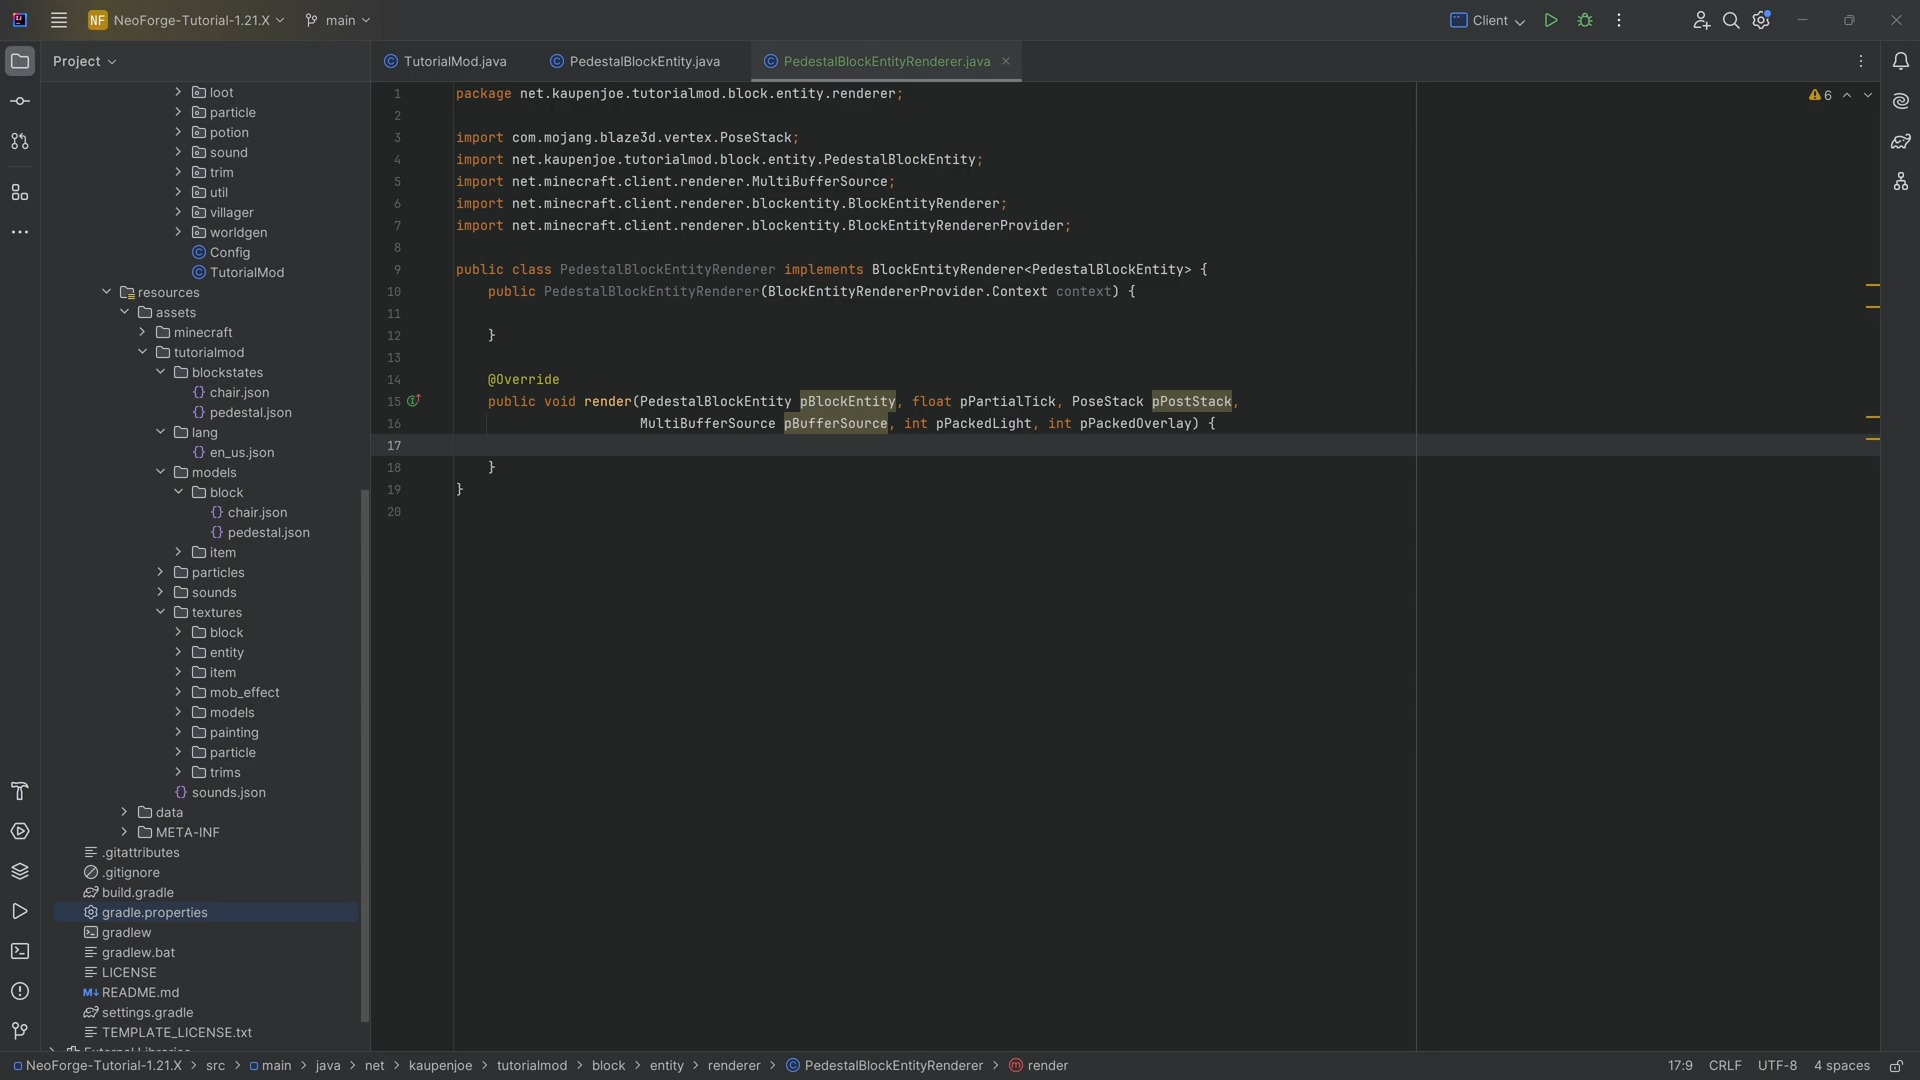 NF NeoForge-Tutorial-1.21.X main Client
Project
TutorialMod.java PedestalBlockEntity.java PedestalBlockEntityRenderer.java
loot
particle
potion
sound
trim
util
villager
worldgen
Config
TutorialMod
resources
assets
minecraft
tutorialmod
blockstates
chair.json
pedestal.json
lang
en_us.json
models
block
chair.json
pedestal.json
item
particles
sounds
textures
block
entity
item
mob_effect
models
painting
particle
trims
sounds.json
data
META-INF
.gitattributes
.gitignore
build.gradle
gradle.properties
gradlew
gradlew.bat
LICENSE
README.md
settings.gradle
TEMPLATE_LICENSE.txt
6
1 package net.kaupenjoe.tutorialmod.block.entity.renderer;
2
3 import com.mojang.blaze3d.vertex.PoseStack;
4 import net.kaupenjoe.tutorialmod.block.entity.PedestalBlockEntity;
5 import net.minecraft.client.renderer.MultiBufferSource;
6 import net.minecraft.client.renderer.blockentity.BlockEntityRenderer;
7 import net.minecraft.client.renderer.blockentity.BlockEntityRendererProvider;
8
9 public class PedestalBlockEntityRenderer implements BlockEntityRenderer<PedestalBlockEntity> {
10 public PedestalBlockEntityRenderer(BlockEntityRendererProvider.Context context) {
11
12 }
13
14 @Override
15 public void render(PedestalBlockEntity pBlockEntity, float pPartialTick, PoseStack pPostStack,
16 MultiBufferSource pBufferSource, int pPackedLight, int pPackedOverlay) {
17
18 }
19 }
20
NeoForge-Tutorial-1.21.X > src > main > java > net > kaupenjoe > tutorialmod > block > entity > renderer > PedestalBlockEntityRenderer > render 17:9 CRLF UTF-8 4 spaces